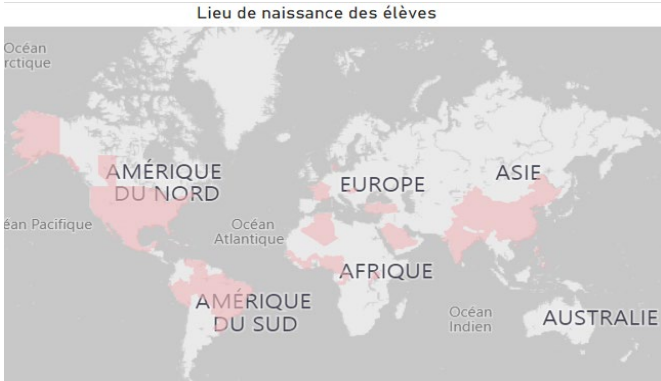 Lieu de naissance des élèves
Océan
rctique
AMÉRIQUE
DU NORD
EUROPE
ASIE
éan Pacifique
Océan
Atlantique
AFRIQUE
AMÉRIQUE
DU SUD
Océan
Indien
AUSTRALIE